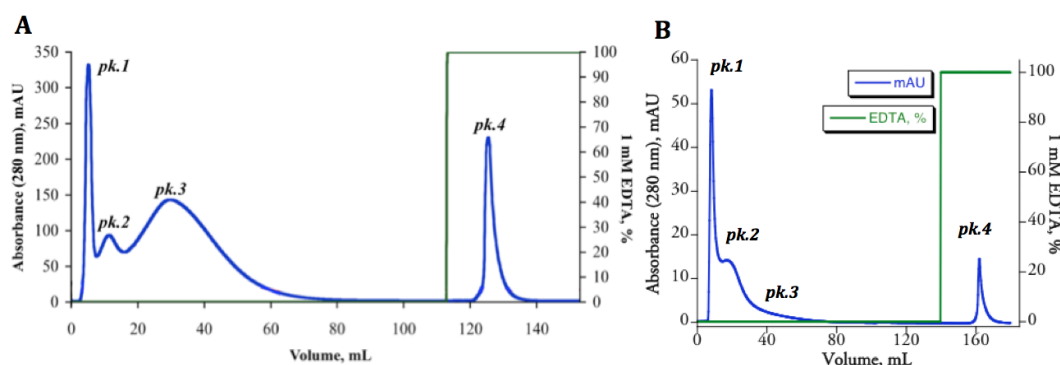 A
350
300
250
200
150
100
50
0
Absorbance (280 nm), mAU
pk.1
pk.2
pk.3
pk.4
0 20 40 60 80 100 120 140
Volume, mL
100
90
80
70
60
50
40
30
20
10
0
1 mM EDTA, %
B
60
50
40
30
20
10
0
Absorbance (280 nm), mAU
pk.1
mAU
EDTA, %
pk.2
pk.3
pk.4
0 40 80 120 160
Volume, mL
100
80
60
40
20
0
1 mM EDTA, %